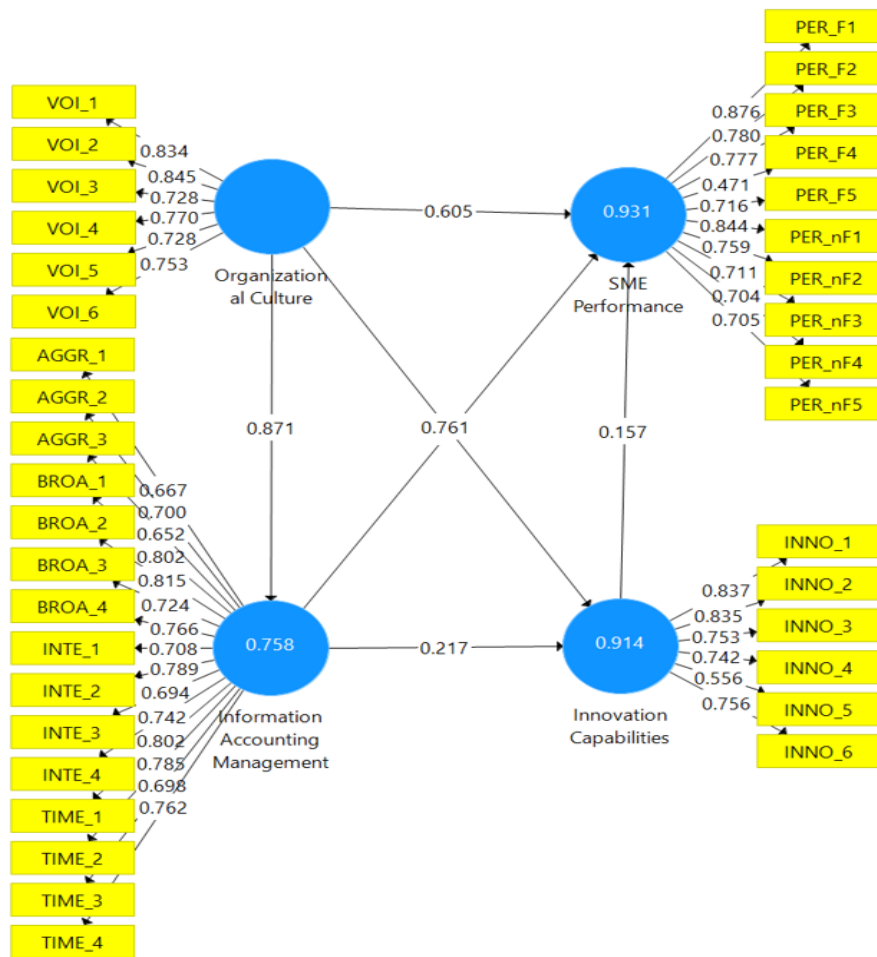 PER_F1
PER_F2
PER_F3
PER_F4
PER_F5
PER_nF1
PER_nF2
PER_nF3
PER_nF4
PER_nF5
0.876
0.780
0.777
0.471
0.716
0.844
0.759
0.711
0.704
0.705
VOI_1
VOI_2
VOI_3
VOI_4
VOI_5
VOI_6
0.834
0.845
0.728
0.770
0.728
0.753
Organization
al Culture
0.605
0.931
SME
Performance
0.871
0.761
0.157
AGGR_1
AGGR_2
AGGR_3
BROA_1
BROA_2
BROA_3
BROA_4
INTE_1
INTE_2
INTE_3
INTE_4
TIME_1
TIME_2
TIME_3
TIME_4
0.667
0.700
0.652
0.802
0.815
0.724
0.766
0.708
0.789
0.694
0.742
0.802
0.785
0.698
0.762
0.758
Information
Accounting
Management
0.217
0.914
Innovation
Capabilities
0.837
0.835
0.753
0.742
0.556
0.756
INNO_1
INNO_2
INNO_3
INNO_4
INNO_5
INNO_6